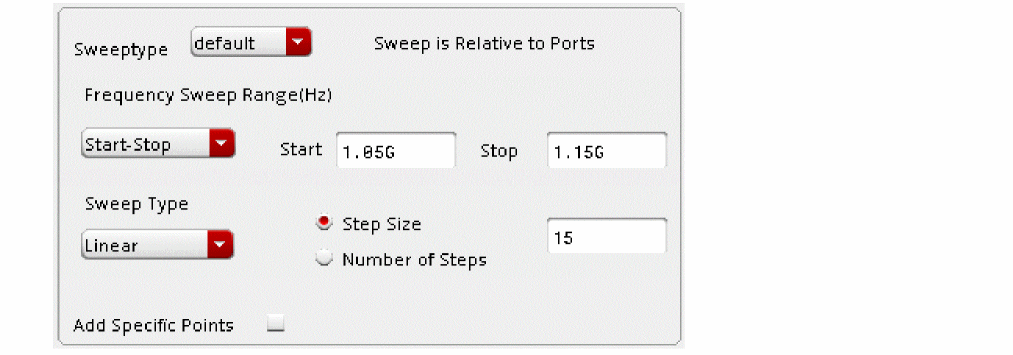 Sweeptype default Sweep is Relative to Ports
Frequency Sweep Range(Hz)
Start-Stop Start 1.05G Stop 1.15G
Sweep Type
Step Size
Linear 15
Number of Steps
Add Specific Points